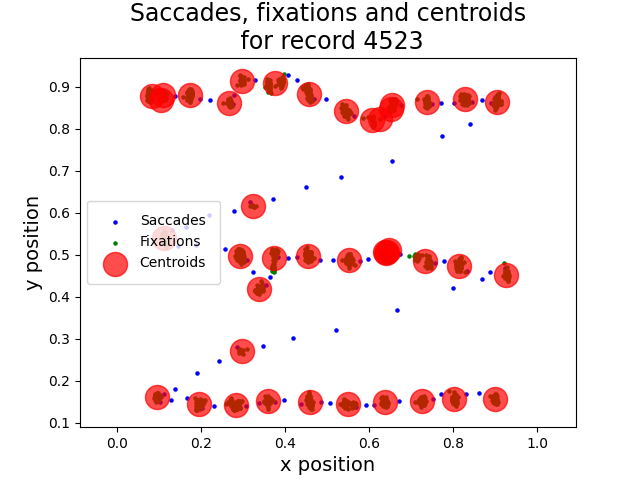 Saccades, fixations and centroids
for record 4523
y position
0.9
0.8
0.7
0.6
0.5
0.4
0.3
0.2
0.1
Saccades
Fixations
Centroids
0.0 0.2 0.4 0.6 0.8 1.0
x position